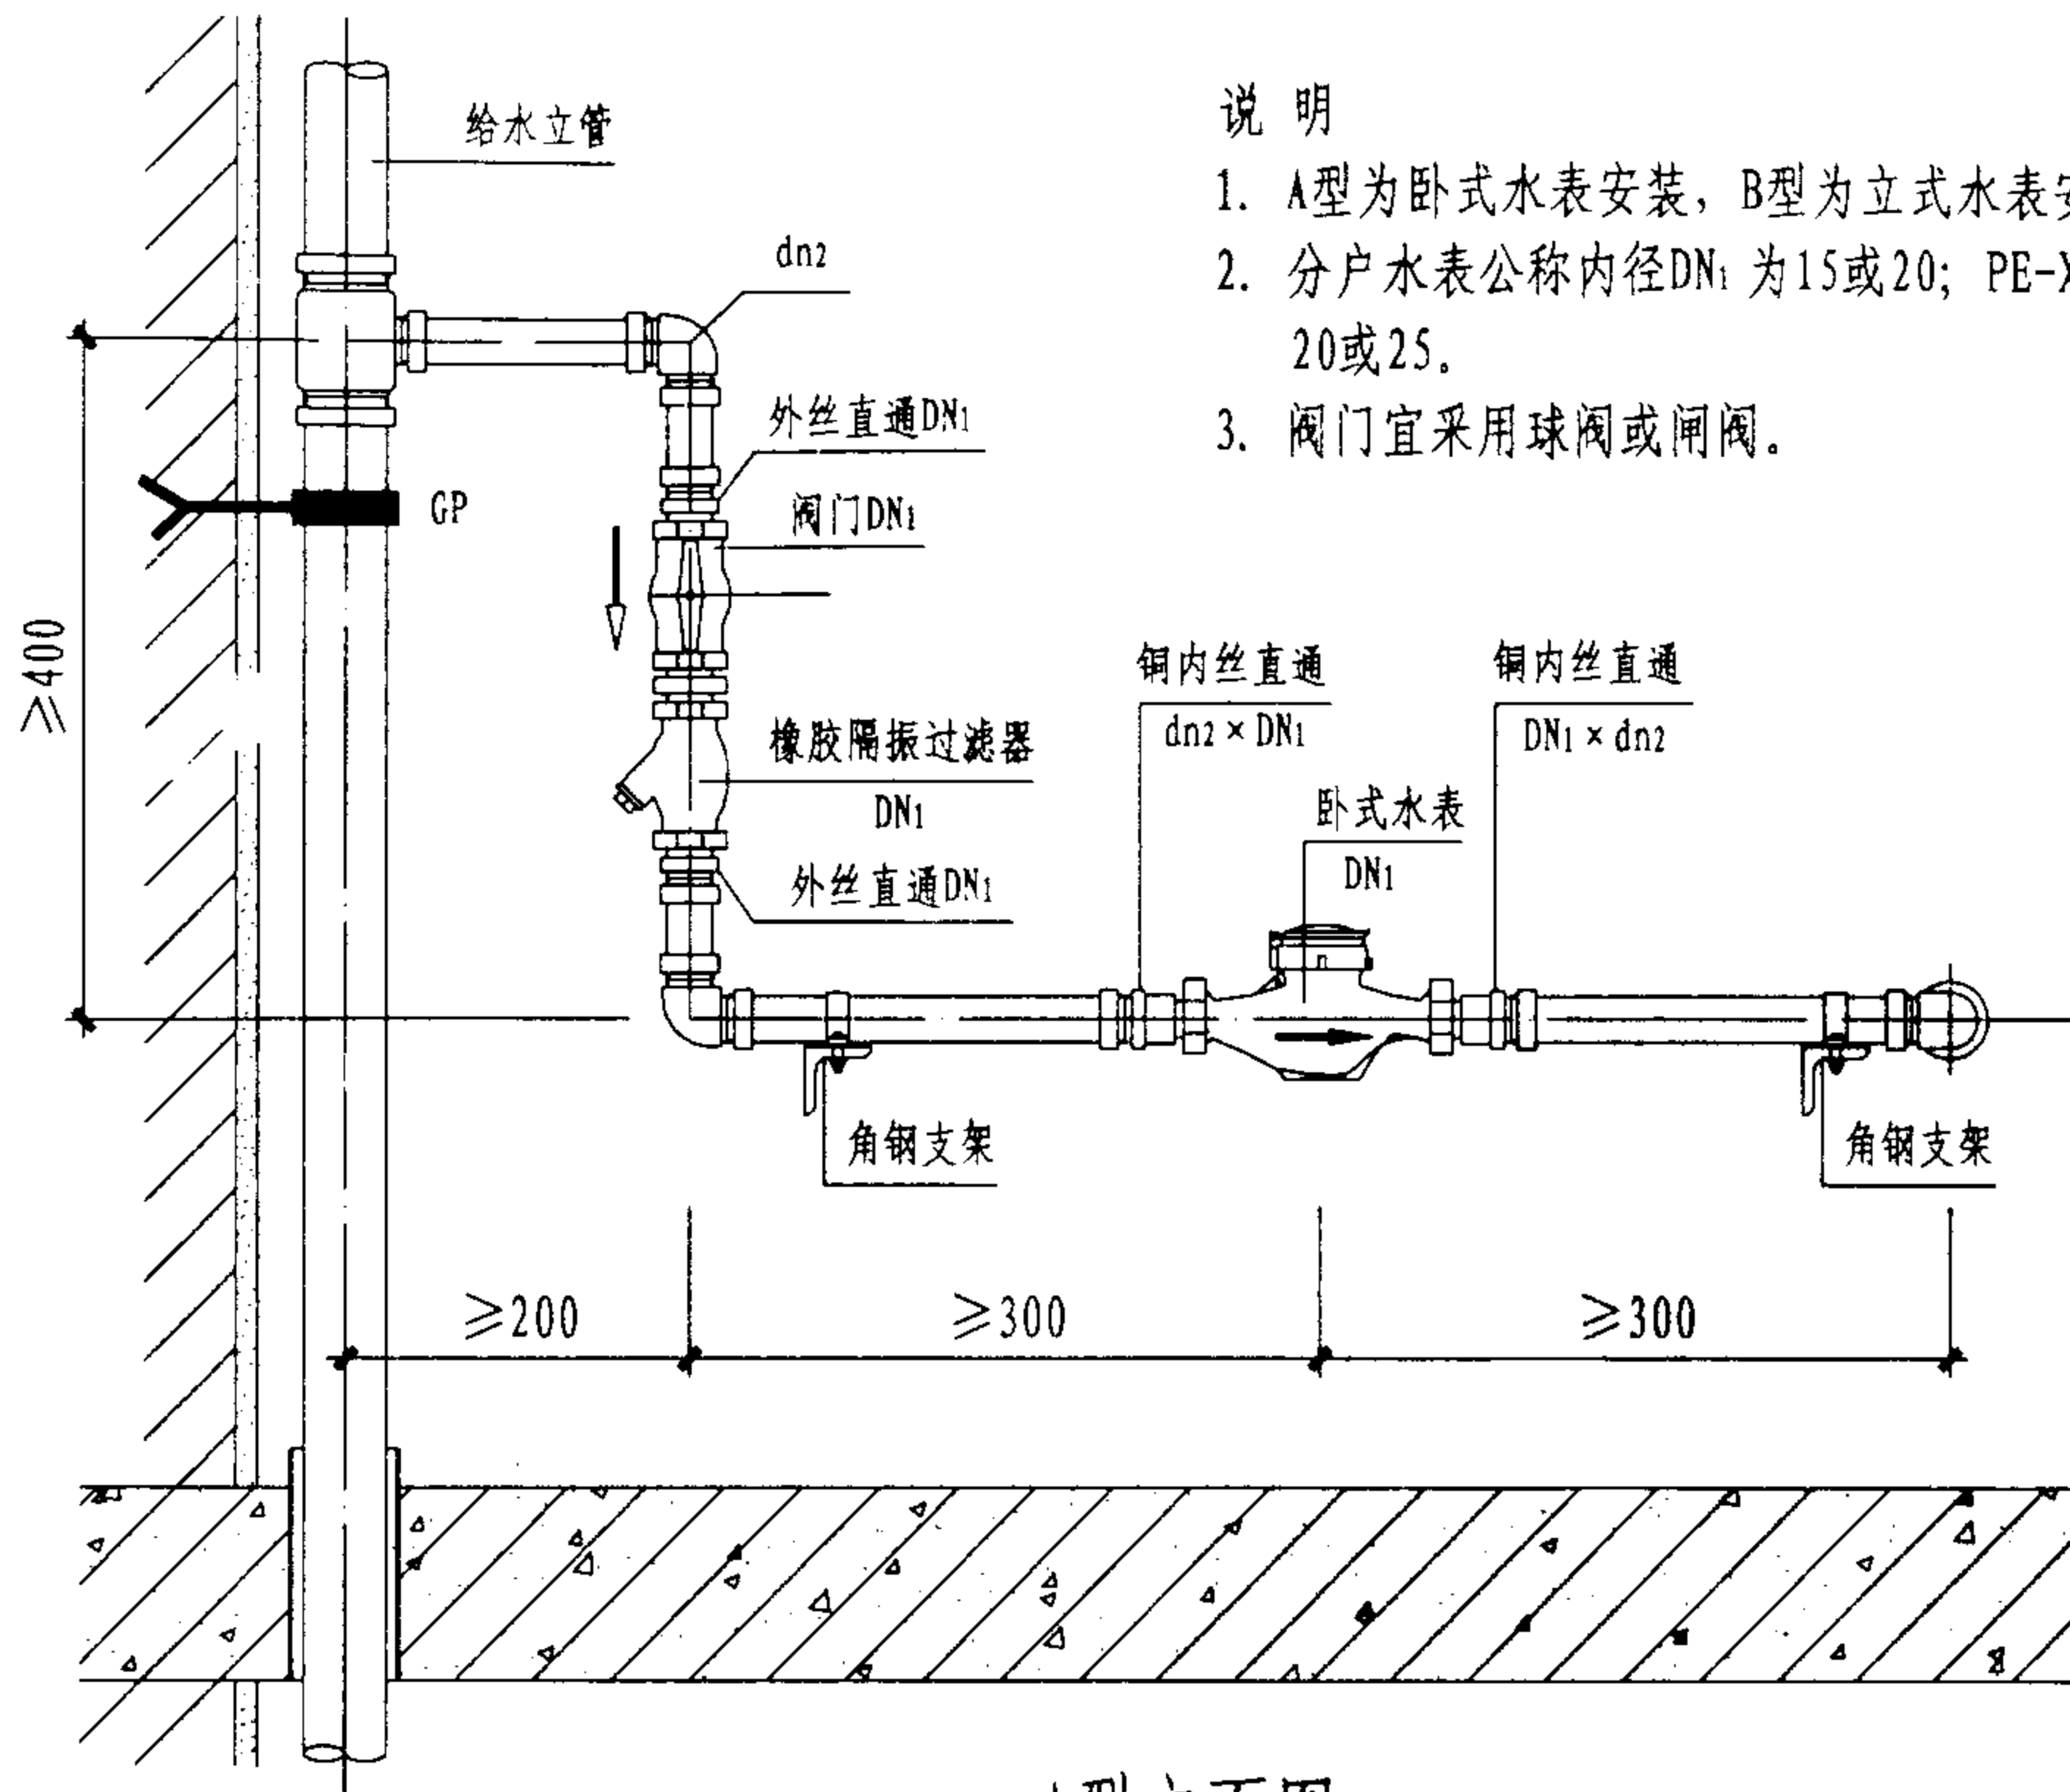 给水立管
说 明
1. A型为卧式水表安装，B型为立式水表
2. 分户水表公称内径DN₁ 为15或20; PE-X
20或25。
3. 阀门宜采用球阀或闸阀。
dn₂
外丝直通DN₁
GP
阀门DN₁
≥400
铜内丝直通
dn₂×DN₁
铜内丝直通
DN₁×dn₂
橡胶隔振过滤器
DN₁
卧式水表
DN₁
外丝直通DN₁
角钢支架
角钢支架
≥200
≥300
≥300